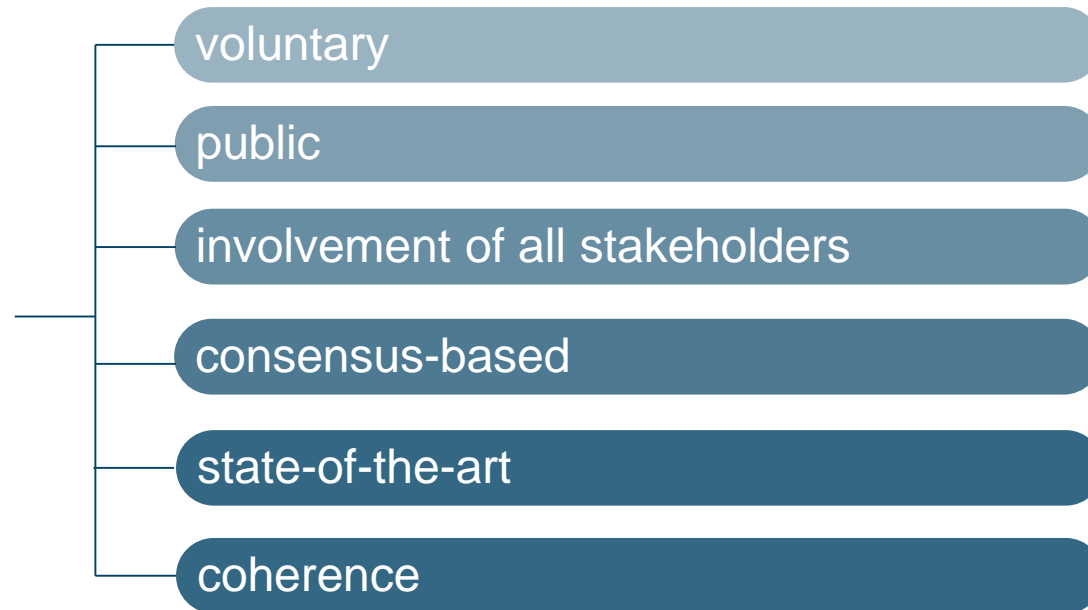 voluntary
public
involvement of all stakeholders
consensus-based
state-of-the-art
coherence